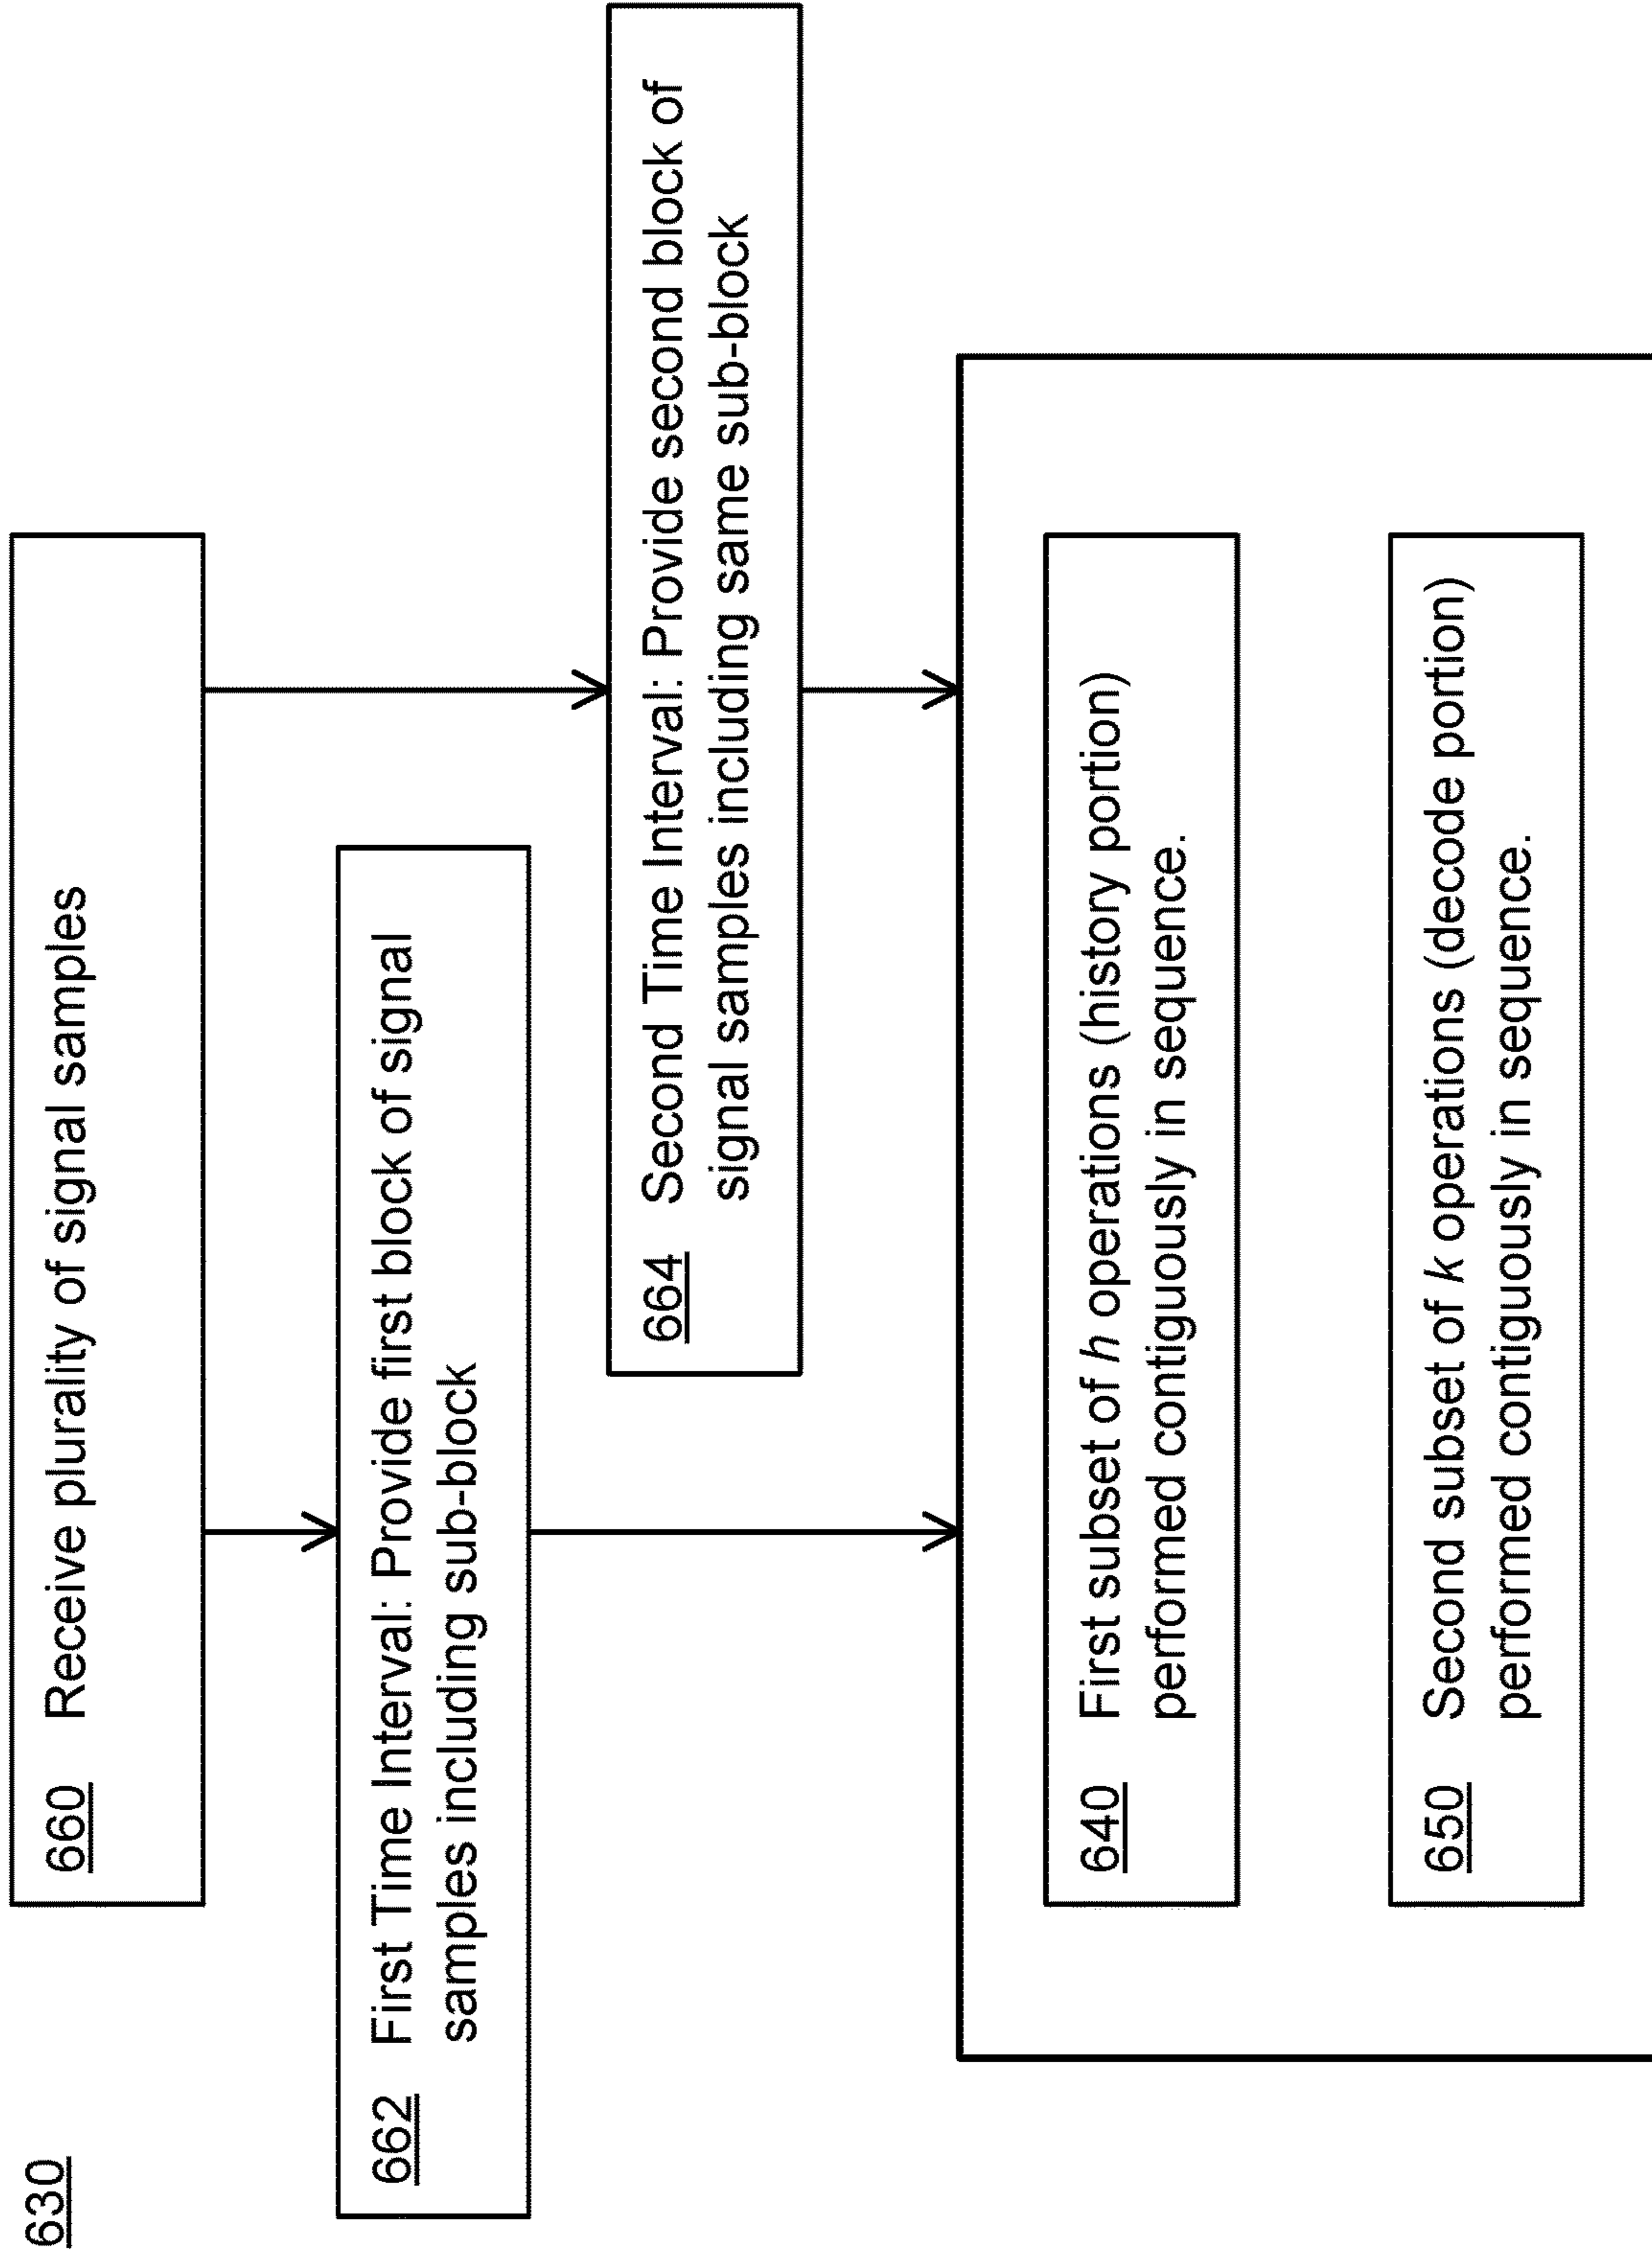 630
660 Receive plurality of signal samples
662 First Time Interval: Provide first block of signal
samples including sub-block
664 Second Time Interval: Provide second block of
signal samples including same sub-block
640 First subset of h operations (history portion)
performed contiguously in sequence.
650 Second subset of k operations (decode portion)
performed contiguously in sequence.